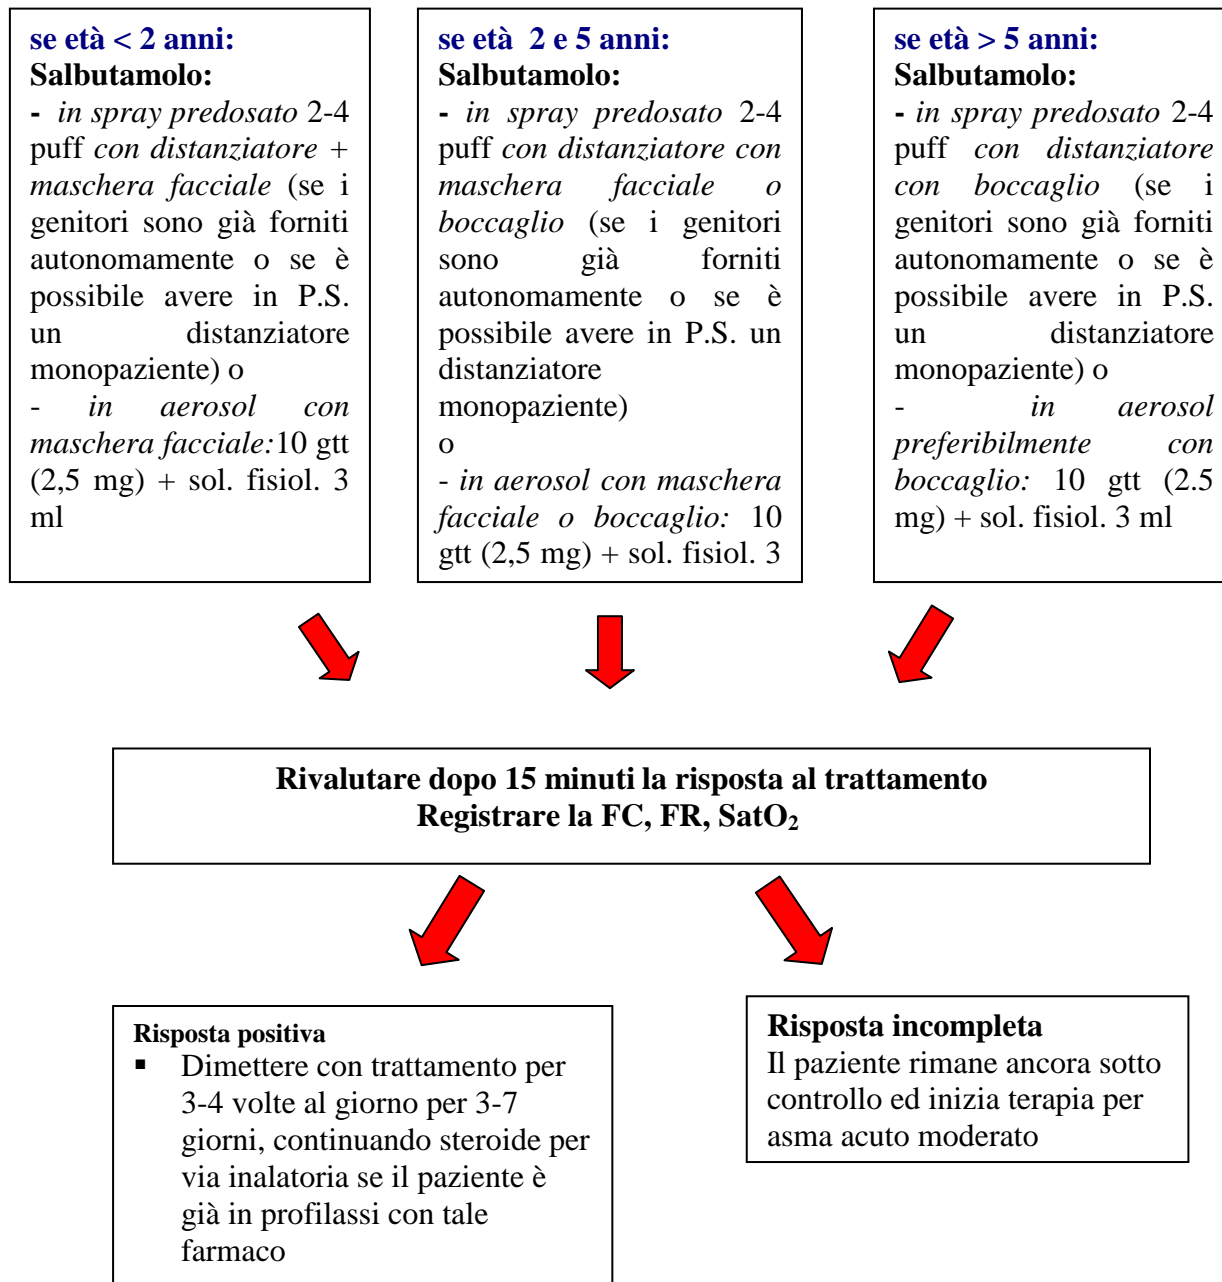 se età < 2 anni:
Salbutamolo:
- in spray predosato 2-4
puff con distanziatore +
maschera facciale (se i
genitori sono già forniti
autonomamente o se è
possibile avere in P.S.
un distanziatore
monopaziente) o
- in aerosol con
maschera facciale:10 gtt
(2,5 mg) + sol. fisiol. 3
ml
se età  2 e 5 anni:
Salbutamolo:
- in spray predosato 2-4
puff con distanziatore con
maschera facciale o
boccaglio (se i genitori
sono già forniti
autonomamente o se è
possibile avere in P.S. un
distanziatore
monopaziente)
o
- in aerosol con maschera
facciale o boccaglio: 10
gtt (2,5 mg) + sol. fisiol. 3
se età > 5 anni:
Salbutamolo:
- in spray predosato 2-4
puff con distanziatore
con boccaglio (se i
genitori sono già forniti
autonomamente o se è
possibile avere in P.S.
un distanziatore
monopaziente) o
- in aerosol
preferibilmente con
boccaglio: 10 gtt (2.5
mg) + sol. fisiol. 3 ml
Rivalutare dopo 15 minuti la risposta al trattamento
Registrare la FC, FR, SatO₂
Risposta positiva
▪ Dimettere con trattamento per
3-4 volte al giorno per 3-7
giorni, continuando steroide per
via inalatoria se il paziente è
già in profilassi con tale
farmaco
Risposta incompleta
Il paziente rimane ancora sotto
controllo ed inizia terapia per
asma acuto moderato